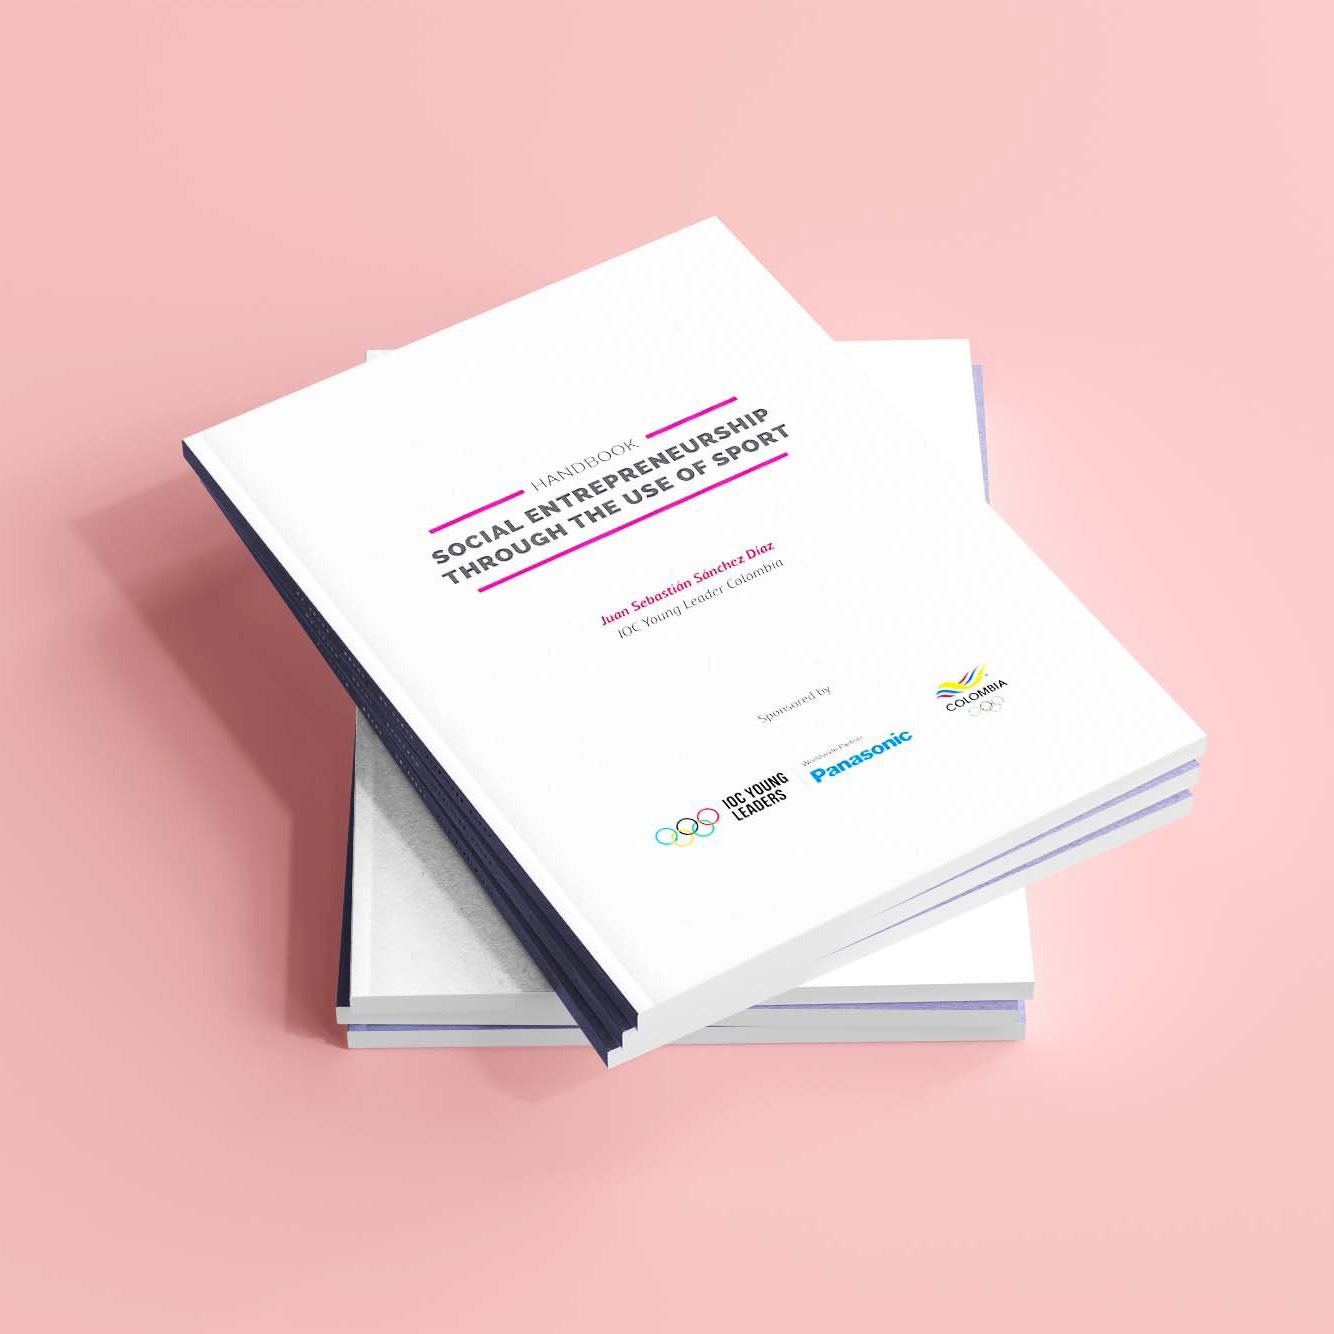 HANDBOOK
SOCIAL ENTREPRENEURSHIP
THROUGH THE USE OF SPORT
Juan Sebastián Sánchez Díaz
IOC Young Leader Colombia
Sponsored by
IOC YOUNG
LEADERS
Worldwide Partner
Panasonic
COLOMBIA